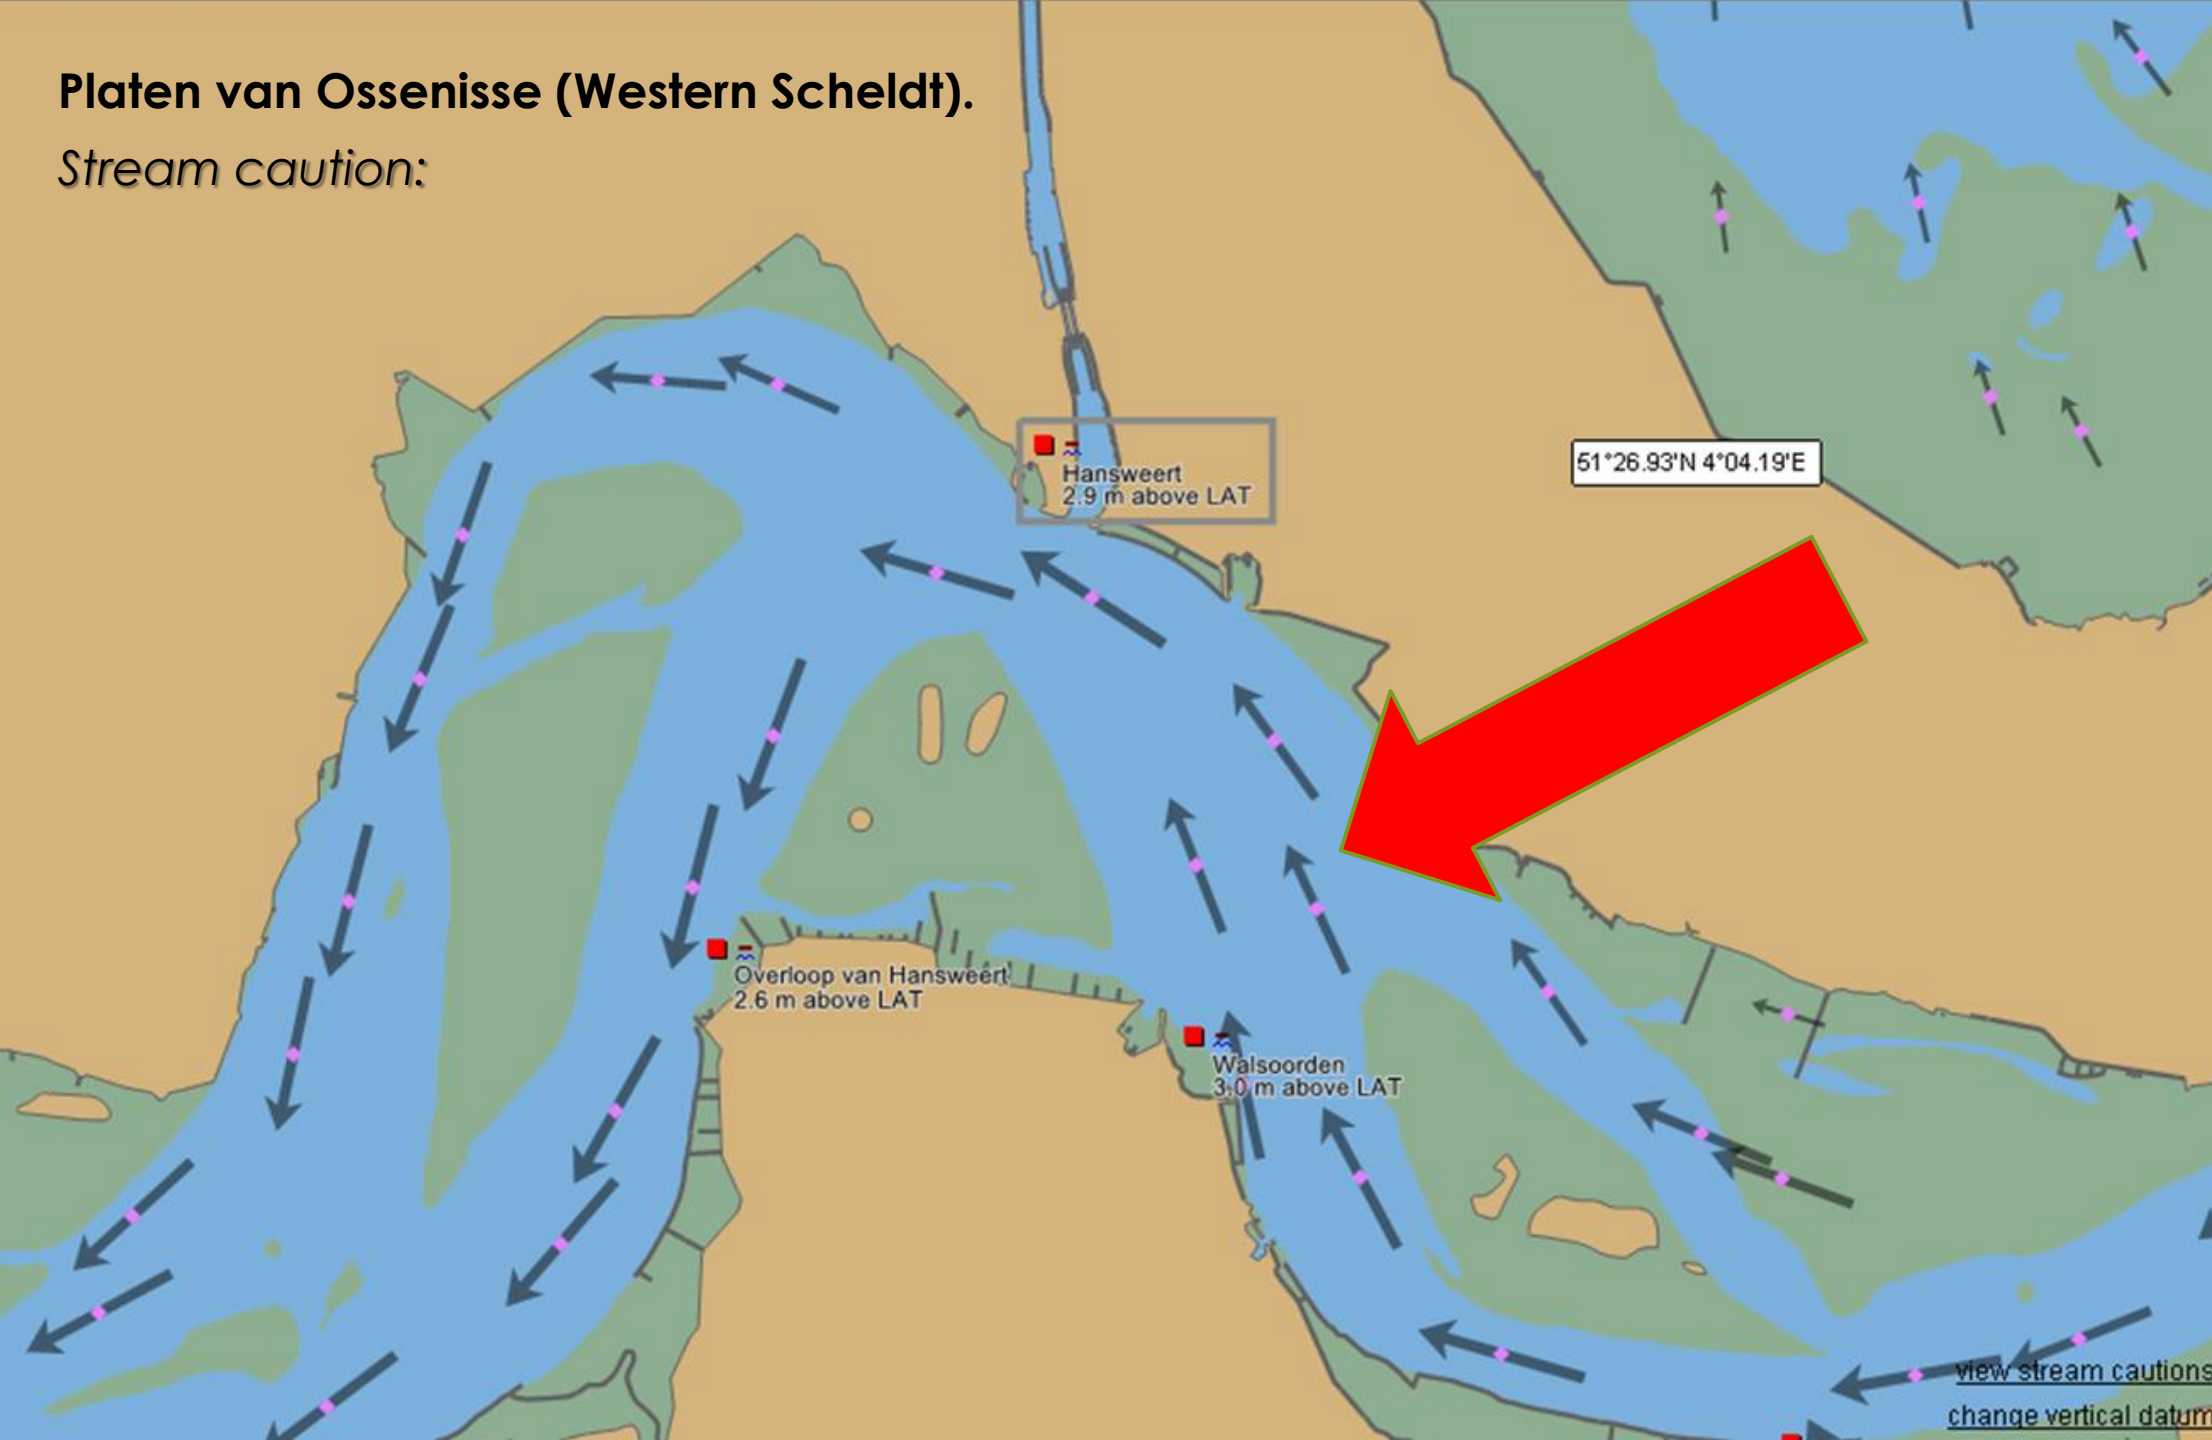 Platen van Ossenisse (Western Scheldt).
Stream caution:
Hansweert
2.9 m above LAT
51°26.93'N 4°04.19'E
Overloop van Hansweert
2.6 m above LAT
Walsoorden
3.0 m above LAT
view stream cautions
change vertical datum